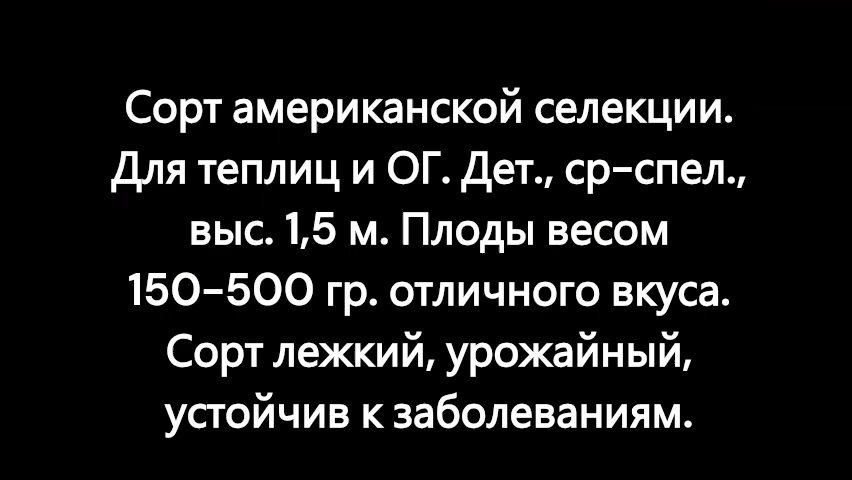 Сорт американской селекции.
Для теплиц и ОГ. Дет., ср-спел.,
выс. 1,5 м. Плоды весом
150-500 гр. отличного вкуса.
Сорт лежкий, урожайный,
устойчив к заболеваниям.